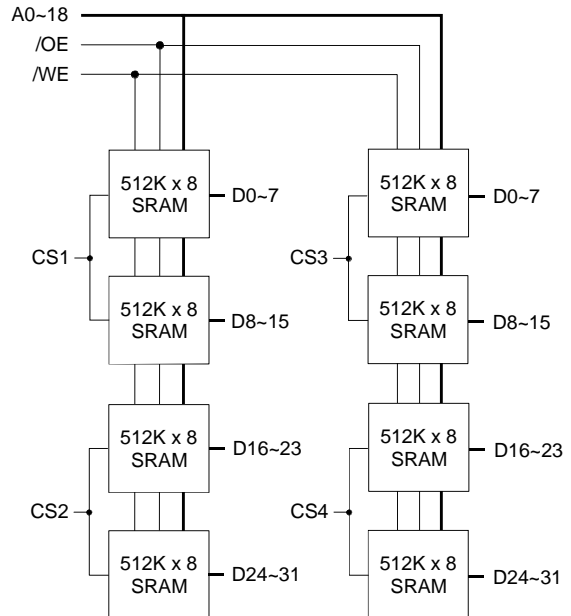 A0~18
/OE
/WE
512K x 8
SRAM
D0~7
CS1
512K x 8
SRAM
D8~15
512K x 8
SRAM
D16~23
CS2
512K x 8
SRAM
D24~31
512K x 8
SRAM
D0~7
CS3
512K x 8
SRAM
D8~15
512K x 8
SRAM
D16~23
CS4
512K x 8
SRAM
D24~31